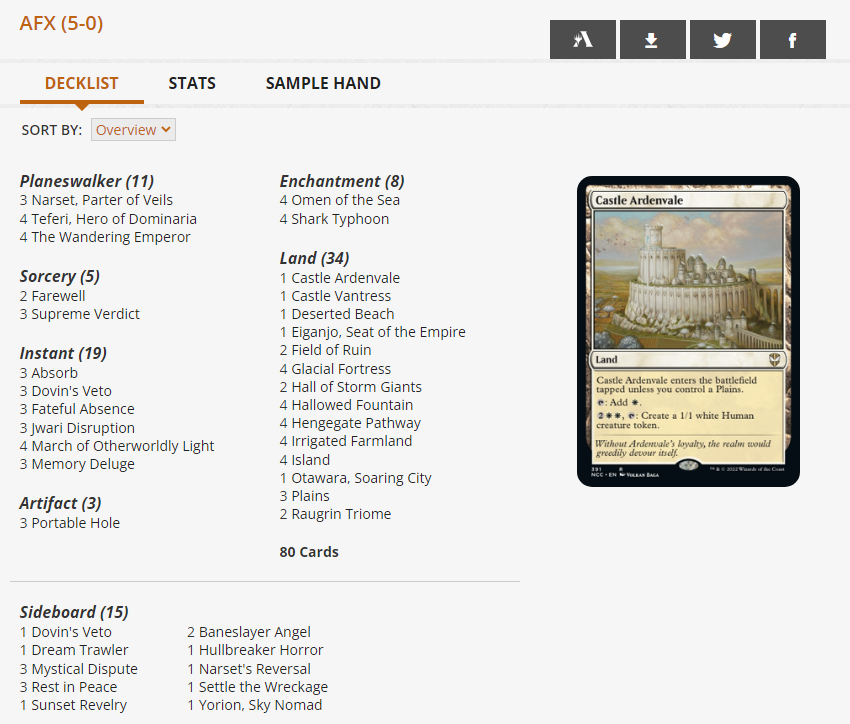 AFX (5-0)
DECKLIST
STATS
SAMPLE HAND
SORT BY: Overview
Planeswalker (11)
3 Narset, Parter of Veils
4 Teferi, Hero of Dominaria
4 The Wandering Emperor
Sorcery (5)
2 Farewell
3 Supreme Verdict
Instant (19)
3 Absorb
3 Dovin's Veto
3 Fateful Absence
3 Jwari Disruption
4 March of Otherworldly Light
3 Memory Deluge
Artifact (3)
3 Portable Hole
Enchantment (8)
4 Omen of the Sea
4 Shark Typhoon
Land (34)
1 Castle Ardenvale
1 Castle Vantress
1 Deserted Beach
1 Eiganjo, Seat of the Empire
2 Field of Ruin
4 Glacial Fortress
2 Hall of Storm Giants
4 Hallowed Fountain
4 Hengegate Pathway
4 Irrigated Farmland
4 Island
1 Otawara, Soaring City
3 Plains
2 Raugrin Triome
80 Cards
Castle Ardenvale
Land
Castle Ardenvale enters the battlefield
tapped unless you control a Plains.
: Add .
2, : Create a 1/1 white Human
creature token.
Without Ardenvale's loyalty, the realm would
greedily devour itself.
331 R
NCC • EN VOLKAN BAGA
™ & © 2022 Wizards of the Coast
Sideboard (15)
1 Dovin's Veto
1 Dream Trawler
3 Mystical Dispute
3 Rest in Peace
1 Sunset Revelry
2 Baneslayer Angel
1 Hullbreaker Horror
1 Narset's Reversal
1 Settle the Wreckage
1 Yorion, Sky Nomad